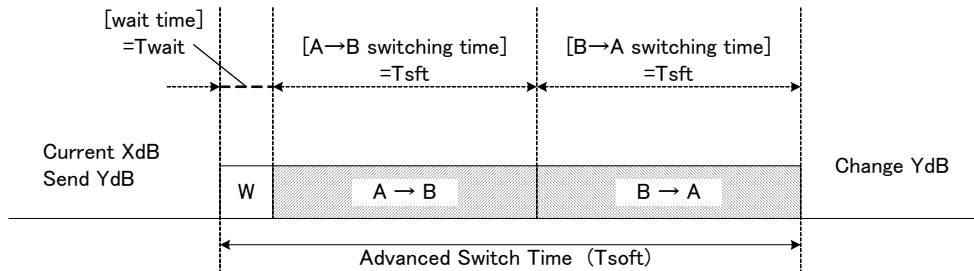 [wait time]
=Twait
[A→B switching time]
=Tsft
[B→A switching time]
=Tsft
Current XdB
Send YdB
W
A → B
B → A
Change YdB
Advanced Switch Time (Tsoft)